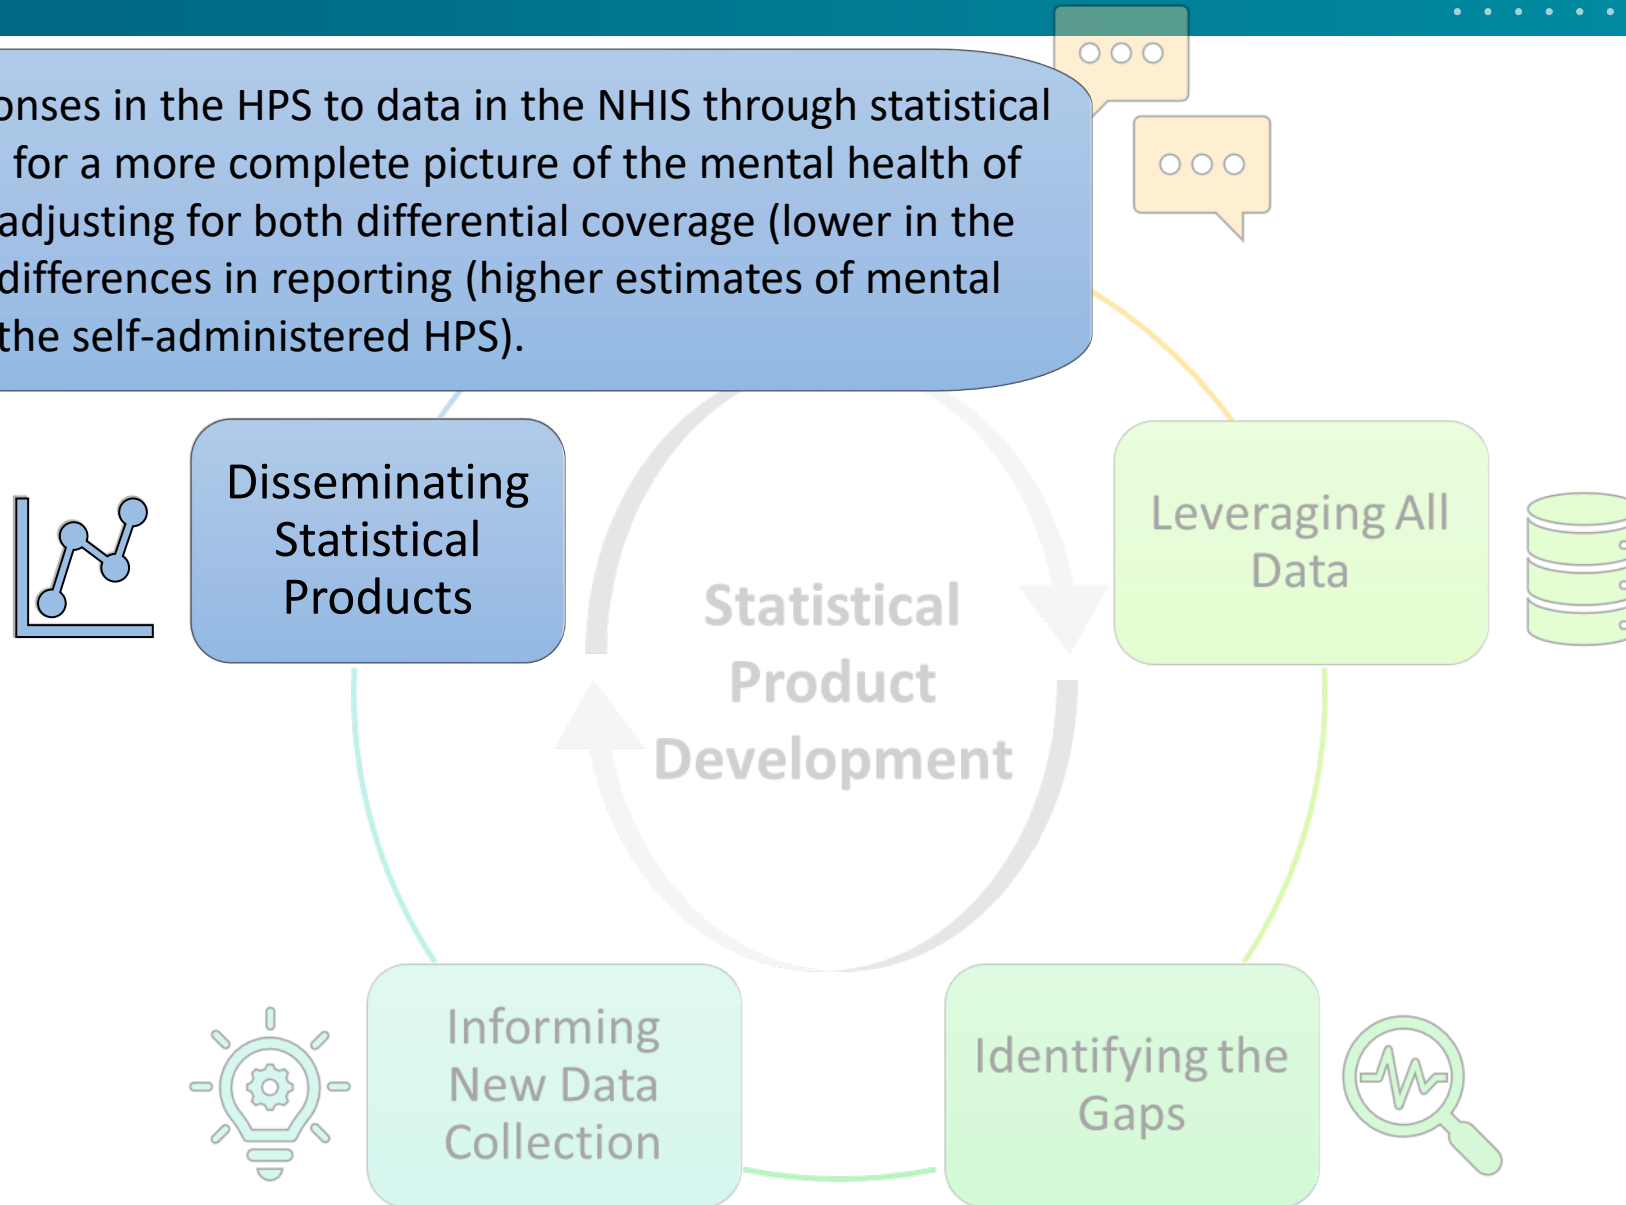 onses in the HPS to data in the NHIS through statistical
for a more complete picture of the mental health of
adjusting for both differential coverage (lower in the
differences in reporting (higher estimates of mental
the self-administered HPS).
Disseminating
Statistical
Products
Leveraging All
Data
Statistical
Product
Development
Informing
New Data
Collection
Identifying the
Gaps